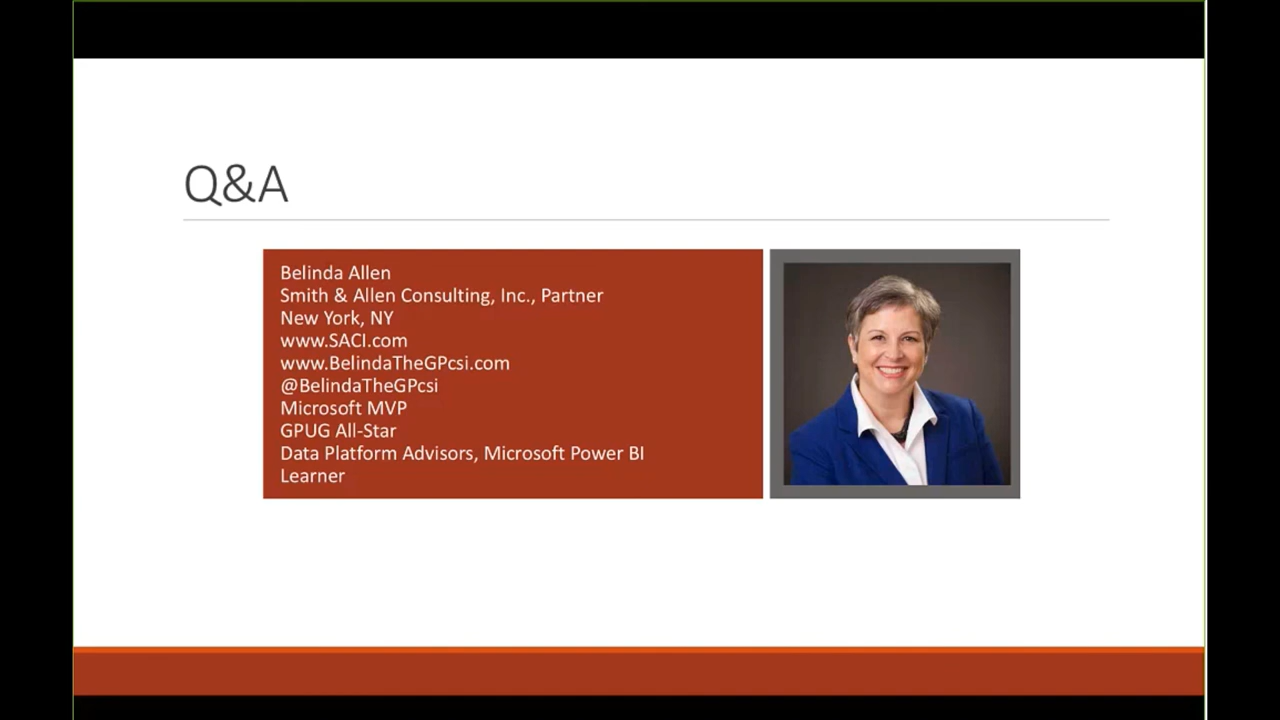 Q&A
Belinda Allen
Smith & Allen Consulting, Inc., Partner
New York, NY
www.SACI.com
www.BelindaTheGPcsi.com
@BelindaTheGPcsi
Microsoft MVP
GPUG All-Star
Data Platform Advisors, Microsoft Power BI
Learner